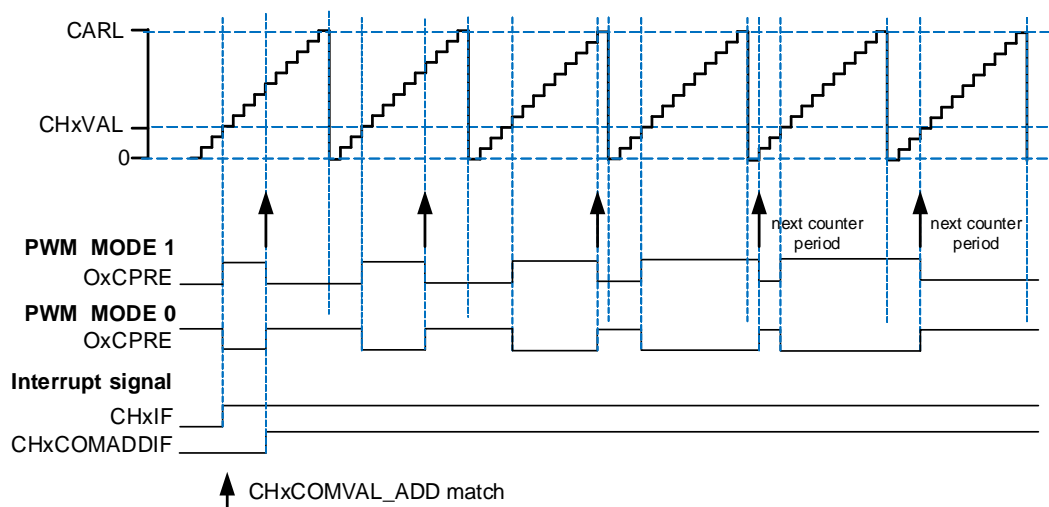 CARL
CHxVAL
0
next counter
period
next counter
period
PWM MODE 1
OxCPRE
PWM MODE 0
OxCPRE
Interrupt signal
CHxIF
CHxCOMADDIF
CHxCOMVAL_ADD match